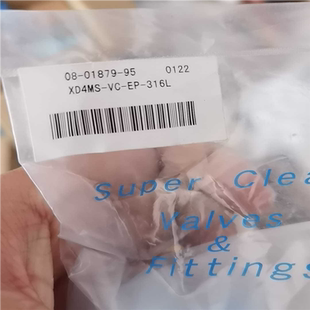 08-01879-95 0122
XD4MS-VC-EP-316L
Super Clea
Valves
&
Fittings